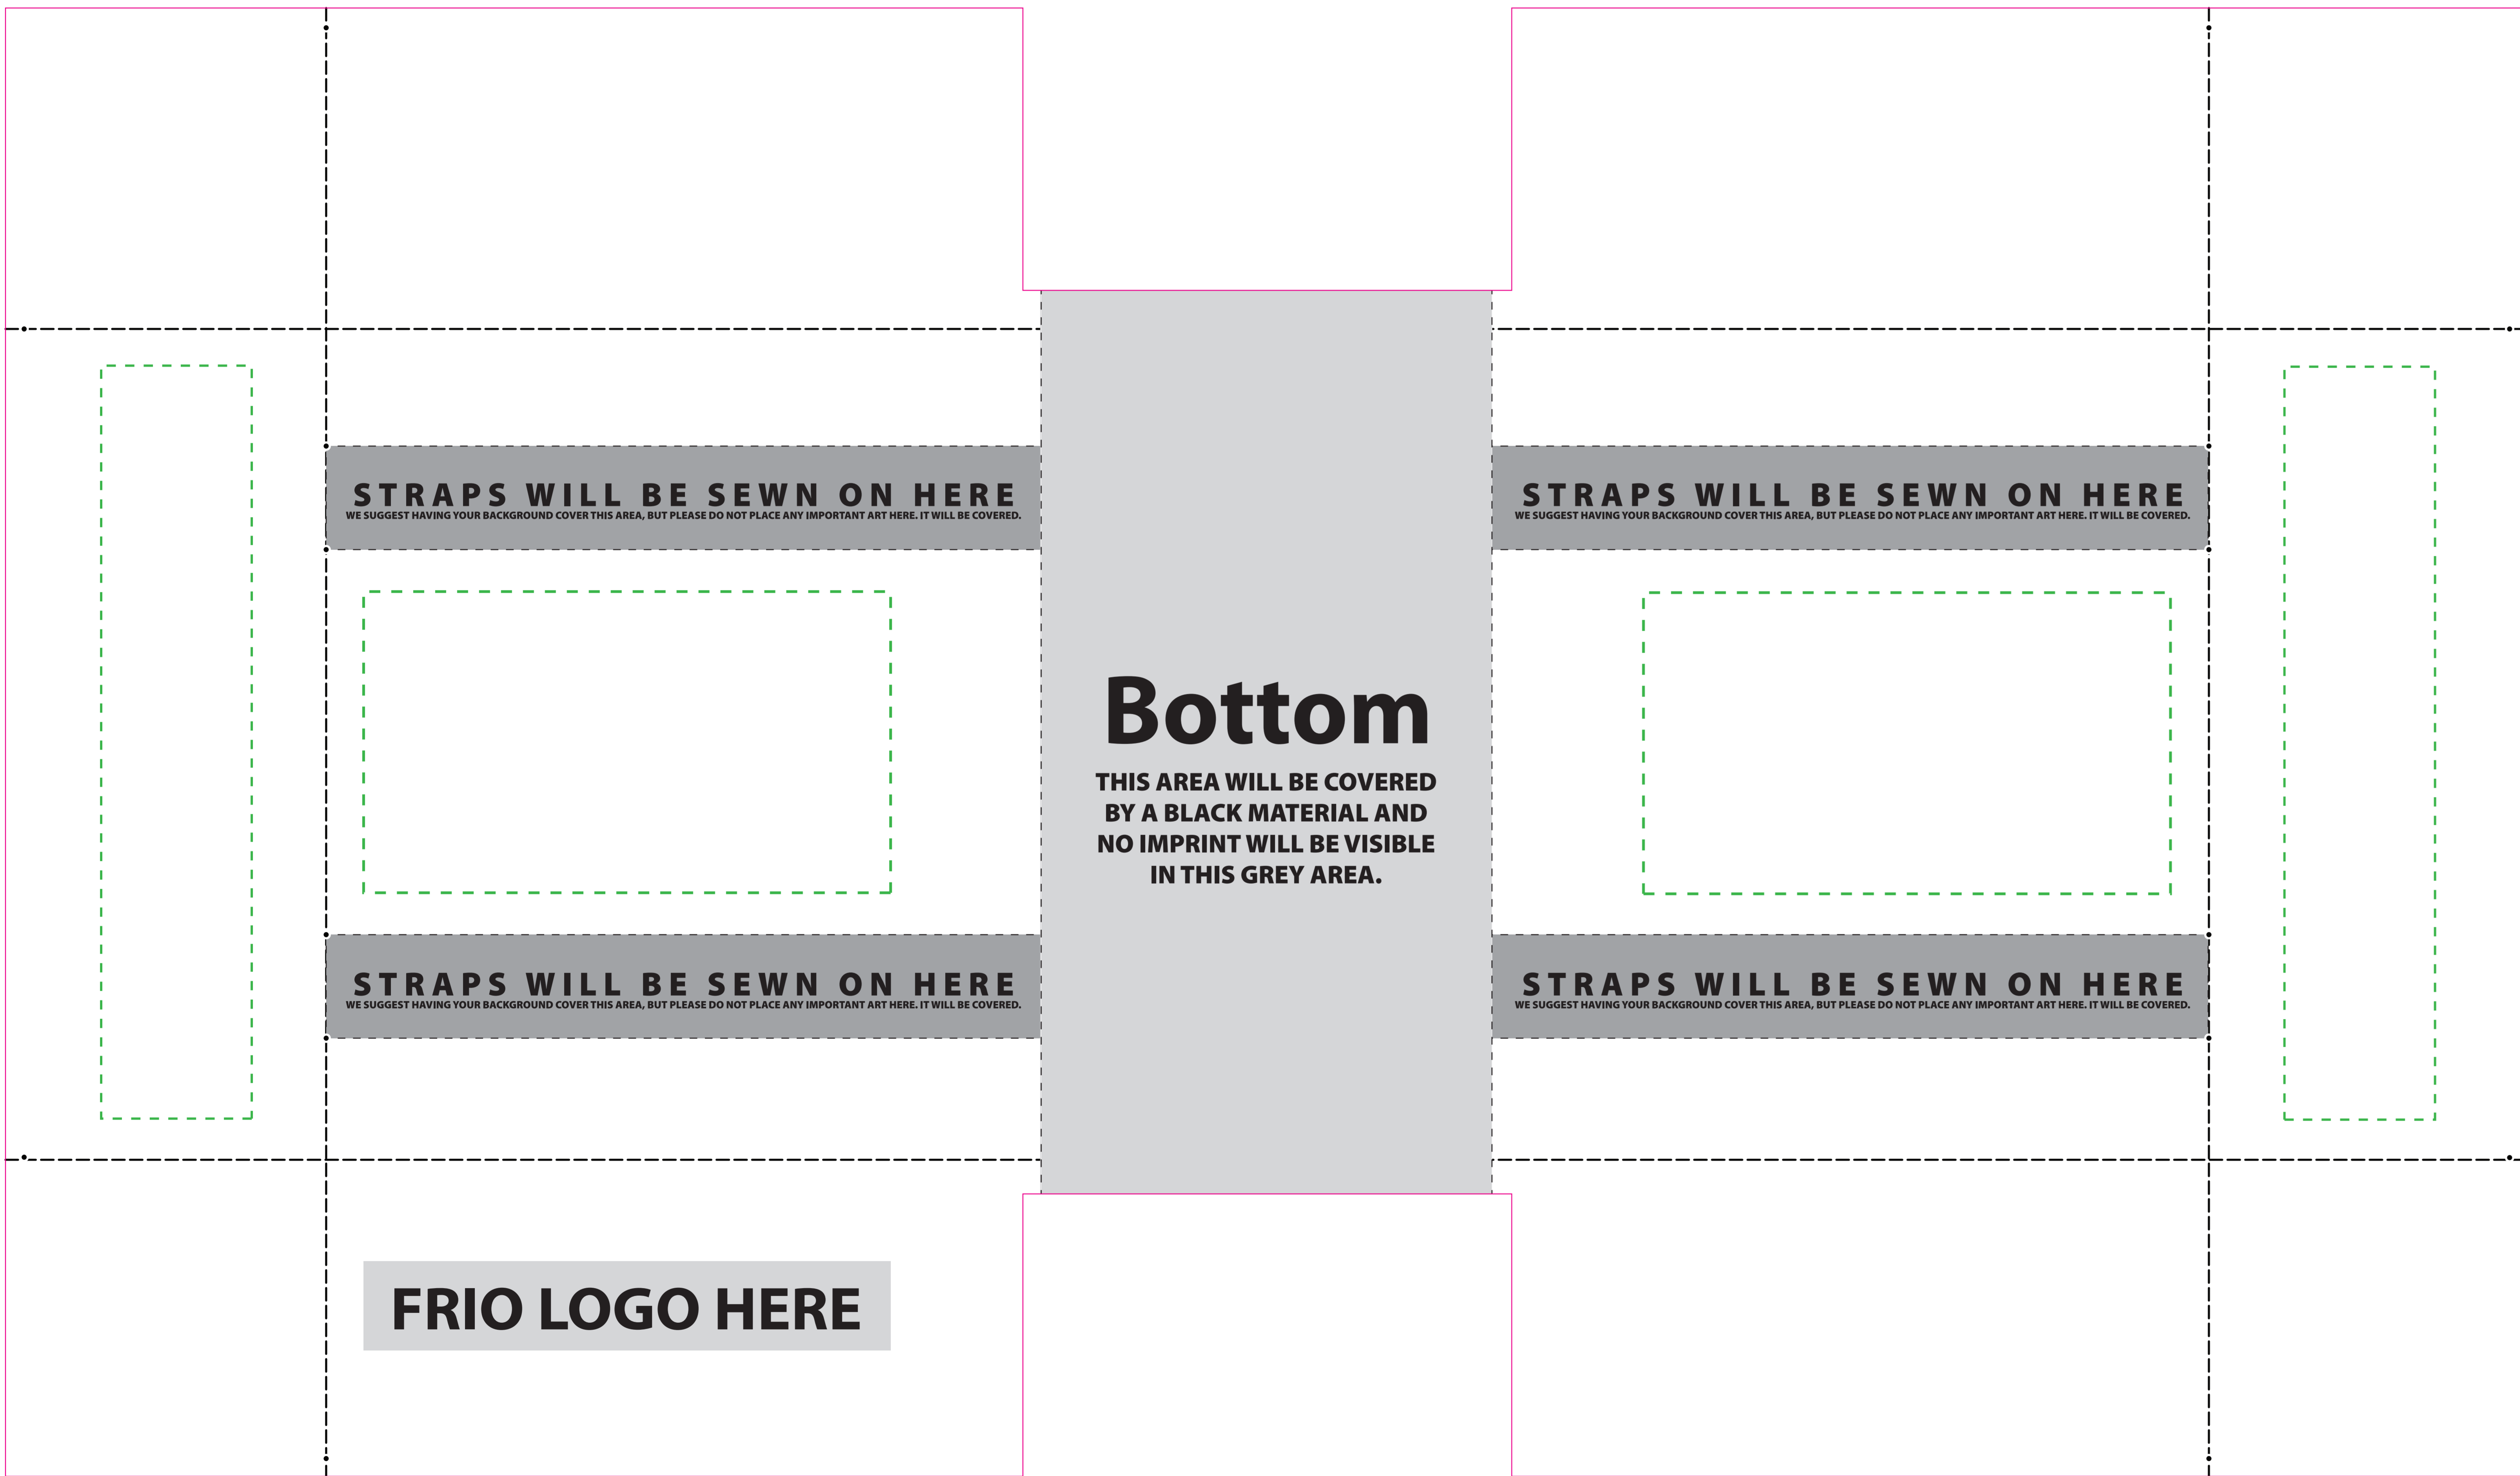 STRAPS WILL BE SEWN ON HERE
WE SUGGEST HAVING YOUR BACKGROUND COVER THIS AREA, BUT PLEASE DO NOT PLACE ANY IMPORTANT ART HERE. IT WILL BE COVERED.
STRAPS WILL BE SEWN ON HERE
WE SUGGEST HAVING YOUR BACKGROUND COVER THIS AREA, BUT PLEASE DO NOT PLACE ANY IMPORTANT ART HERE. IT WILL BE COVERED.
Bottom
THIS AREA WILL BE COVERED
BY A BLACK MATERIAL AND
NO IMPRINT WILL BE VISIBLE
IN THIS GREY AREA.
STRAPS WILL BE SEWN ON HERE
WE SUGGEST HAVING YOUR BACKGROUND COVER THIS AREA, BUT PLEASE DO NOT PLACE ANY IMPORTANT ART HERE. IT WILL BE COVERED.
STRAPS WILL BE SEWN ON HERE
WE SUGGEST HAVING YOUR BACKGROUND COVER THIS AREA, BUT PLEASE DO NOT PLACE ANY IMPORTANT ART HERE. IT WILL BE COVERED.
FRIO LOGO HERE